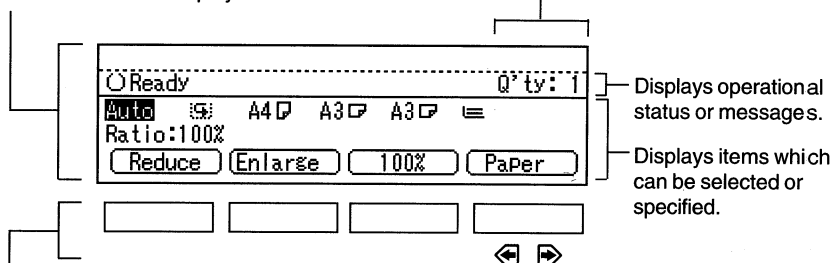 Ready Q'ty: 1
Auto A4 A3 A3
Ratio:100%
Reduce Enlarge 100% Paper
Displays operational
status or messages.
Displays items which
can be selected or
specified.